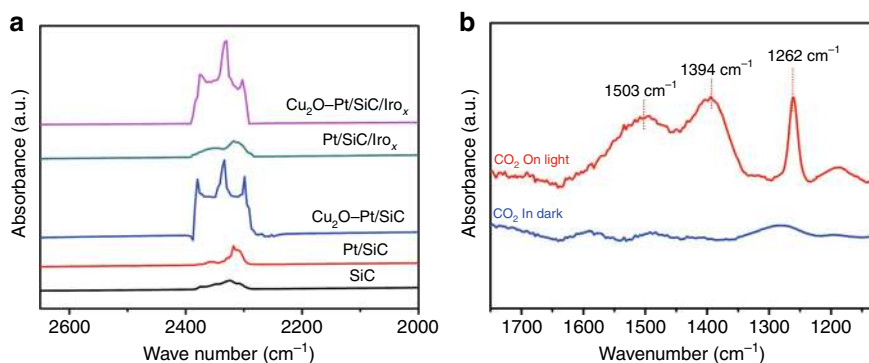 a
Absorbance (a.u.)
Cu₂O–Pt/SiC/Iroₓ
Pt/SiC/Iroₓ
Cu₂O–Pt/SiC
Pt/SiC
SiC
2600 2400 2200 2000
Wave number (cm⁻¹)
b
Absorbance (a.u.)
1503 cm⁻¹
1394 cm⁻¹
1262 cm⁻¹
CO₂ On light
CO₂ In dark
1700 1600 1500 1400 1300 1200
Wavenumber (cm⁻¹)